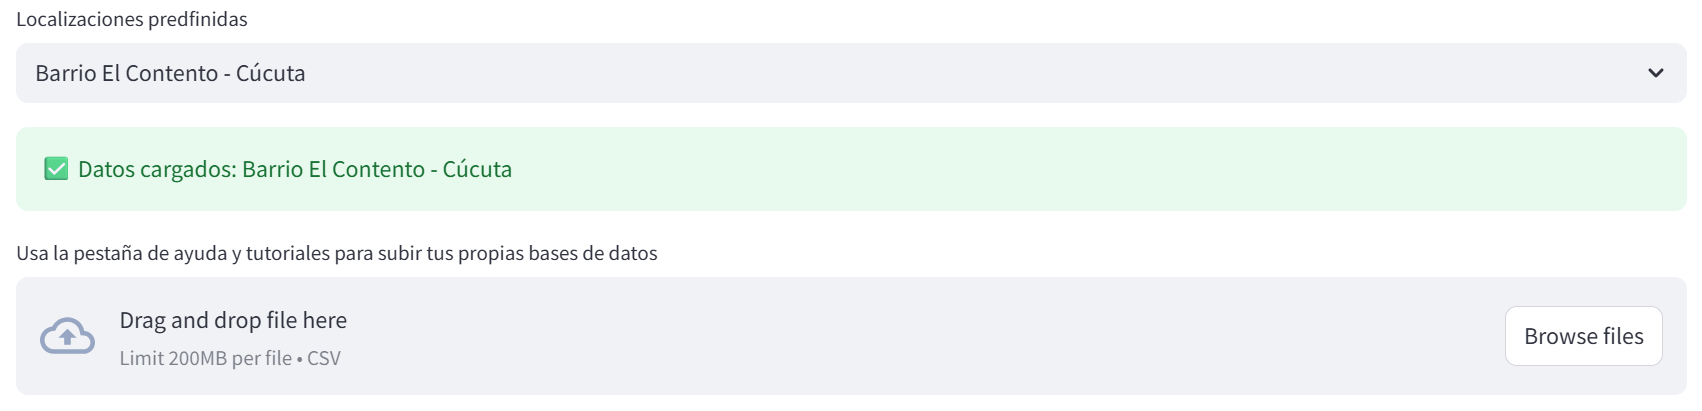 Localizaciones predfinidas
Barrio El Contento - Cúcuta
✅ Datos cargados: Barrio El Contento - Cúcuta
Usa la pestaña de ayuda y tutoriales para subir tus propias bases de datos
Drag and drop file here
Limit 200MB per file • CSV
Browse files